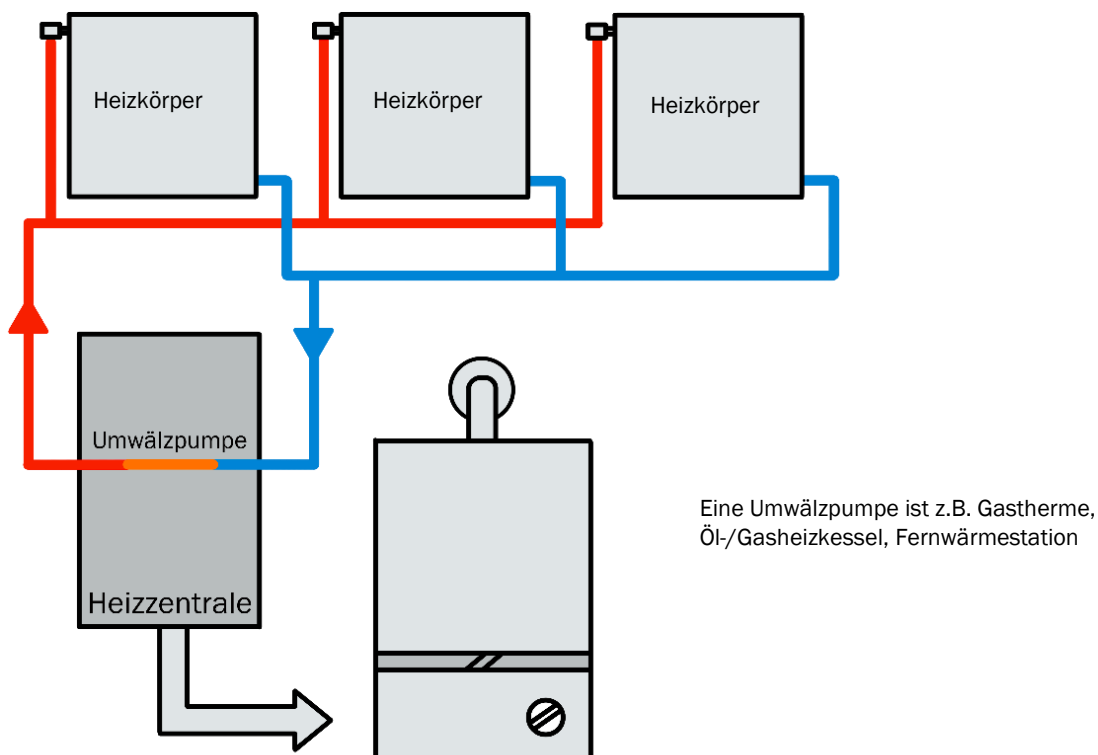 Heizkörper
Heizkörper
Heizkörper
Umwälzpumpe
Heizzentrale
Eine Umwälzpumpe ist z.B. Gastherme,
Öl-/Gasheizkessel, Fernwärmestation